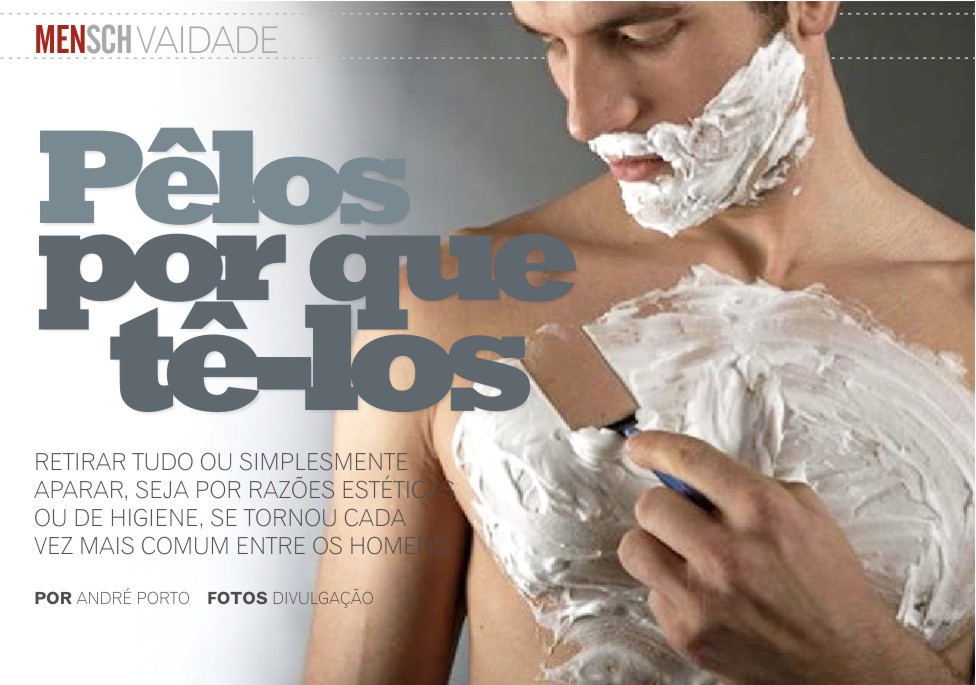 MENSCH VAIDADE
Pêlos
por que
tê-los
RETIRAR TUDO OU SIMPLESMENTE
APARAR, SEJA POR RAZÕES ESTÉTICAS
OU DE HIGIENE, SE TORNOU CADA
VEZ MAIS COMUM ENTRE OS HOMENS
POR ANDRÉ PORTO FOTOS DIVULGAÇÃO